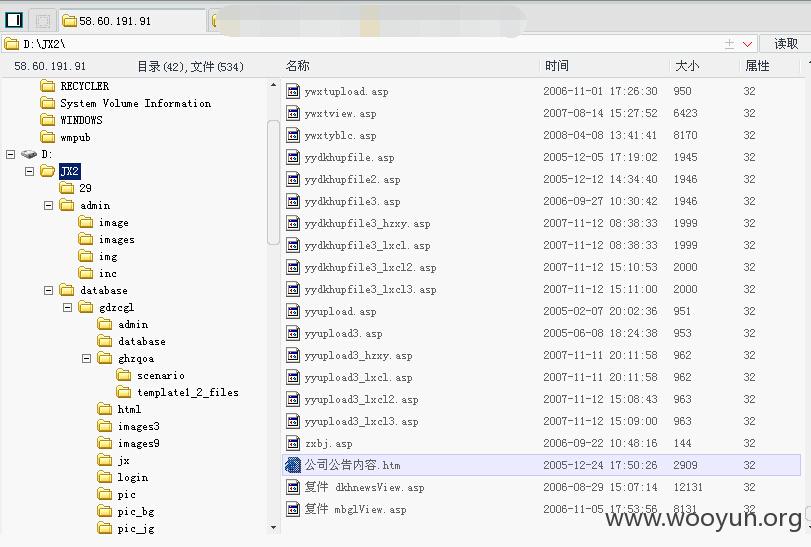 58.60.191.91
D:\JX2\ 读取
58.60.191.91 目录(42),文件(534) 名称 时间 大小 属性
RECYCLER
System Volume Information
WINDOWS
wmpub
D:
JX2
29
admin
image
images
img
inc
database
gdzcgl
admin
database
ghzqoa
scenario
template1_2_files
html
images3
images9
jx
login
pic
pic_bg
pic_jg
ywxtupload.asp 2006-11-01 17:26:30 950 32
ywxtview.asp 2007-08-14 15:27:52 6423 32
ywxtyblc.asp 2008-04-08 13:41:41 8170 32
yydkhupfile.asp 2005-12-05 17:19:02 1945 32
yydkhupfile2.asp 2005-12-12 14:34:40 1946 32
yydkhupfile3.asp 2006-09-27 10:30:42 1946 32
yydkhupfile3_hzxy.asp 2007-11-12 08:38:33 1999 32
yydkhupfile3_lxcl.asp 2007-11-12 08:38:33 1999 32
yydkhupfile3_lxcl2.asp 2007-11-12 15:10:53 2000 32
yydkhupfile3_lxcl3.asp 2007-11-12 15:11:00 2000 32
yyupload.asp 2005-02-07 20:02:36 951 32
yyupload3.asp 2005-06-08 18:24:38 953 32
yyupload3_hzxy.asp 2007-11-11 20:11:58 962 32
yyupload3_lxcl.asp 2007-11-11 20:11:58 962 32
yyupload3_lxcl2.asp 2007-11-12 15:08:43 963 32
yyupload3_lxcl3.asp 2007-11-12 15:09:00 963 32
zxbj.asp 2006-09-22 10:48:16 144 32
公司公告内容.htm 2005-12-24 17:50:26 2909 32
复件 dkhnewsView.asp 2006-08-29 15:07:14 12131 32
复件 mbglView.asp 2006-11-05 17:53:56 8131 32
www.wooyun.org